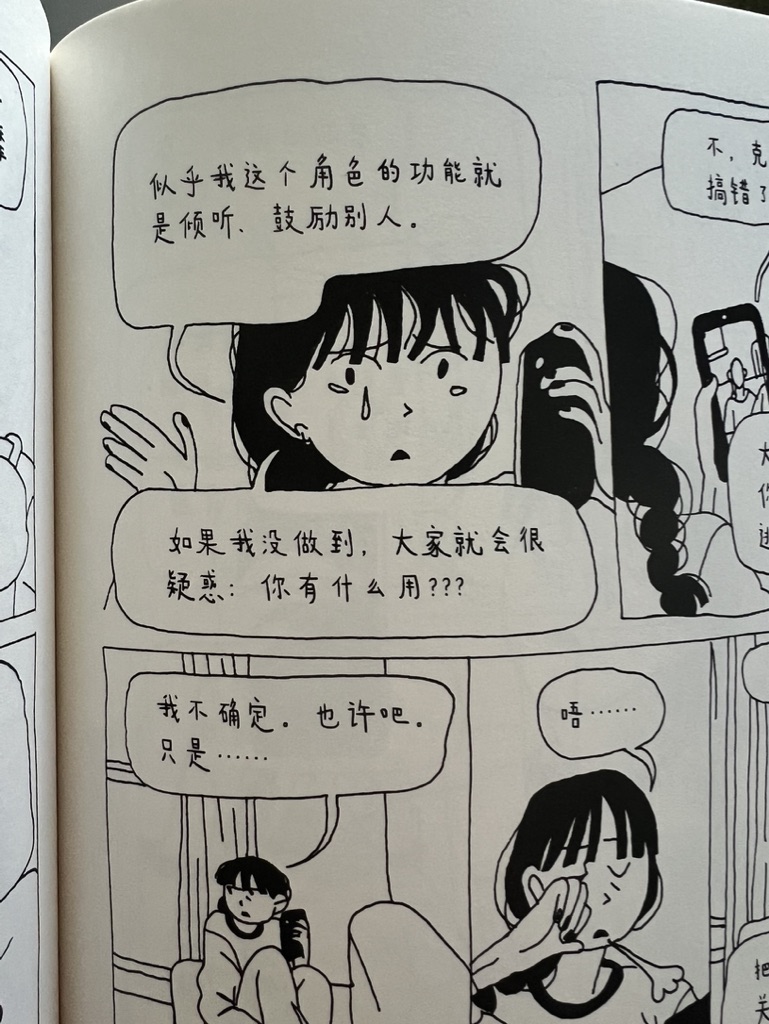 似乎我这个角色的功能就
是倾听、鼓励别人。
如果我没做到，大家就会很
疑惑：你有什么用???
不，克
搞错了
我不确定。也许吧。
只是……
唔……
把
关